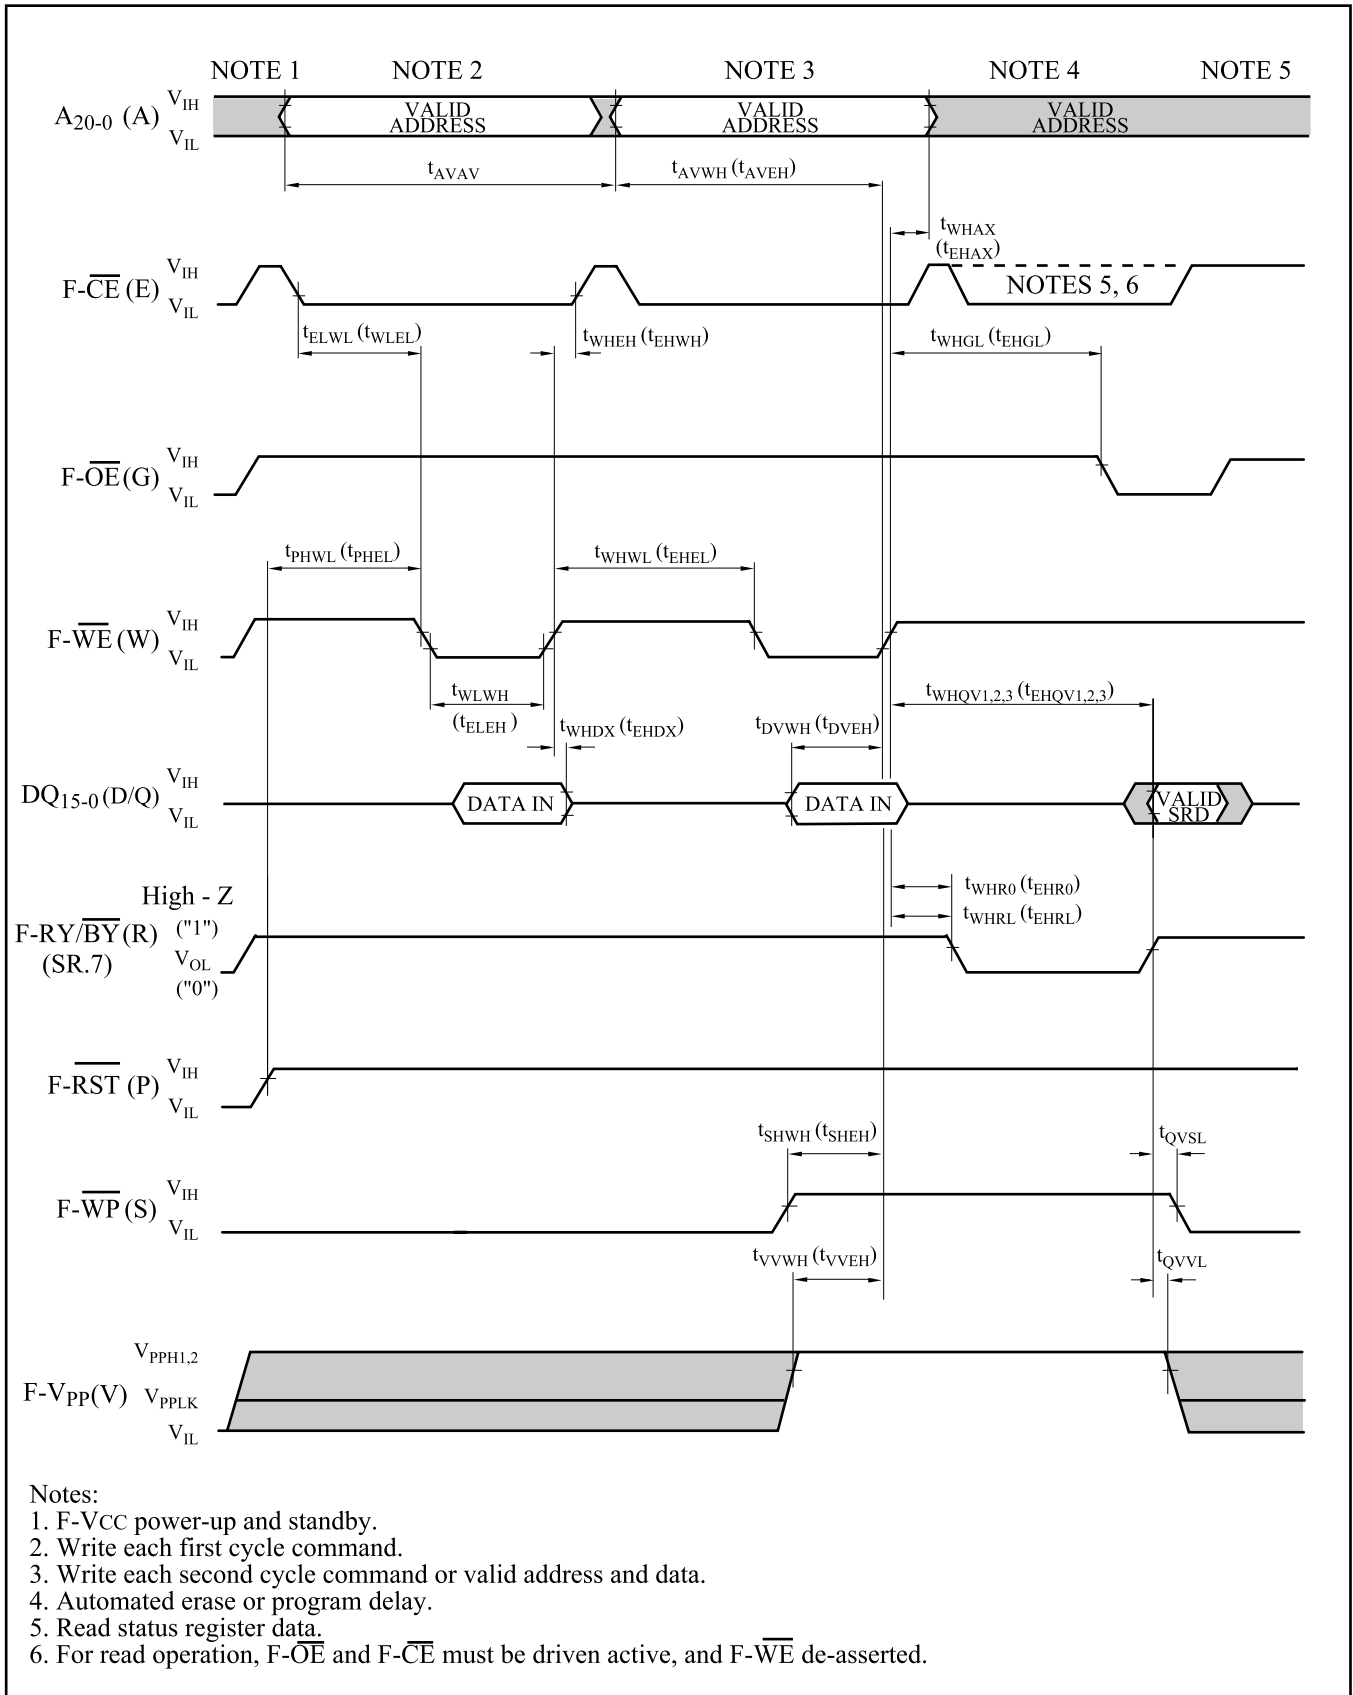 NOTE 1 NOTE 2 NOTE 3 NOTE 4 NOTE 5
A20-0 (A) VIH VALID ADDRESS VALID ADDRESS VALID ADDRESS
VIL
tAVAV tAVWH (tAVEH)
tWHAX
(tEHAX)
F-CE (E) VIH
VIL
NOTES 5, 6
tELWL (tWLEL) tWHEH (tEHWH) tWHGL (tEHGL)
F-OE (G) VIH
VIL
tPHWL (tPHEL) tWHWL (tEHEL)
F-WE (W) VIH
VIL
tWLWH
(tELEH )
tWHQV1,2,3 (tEHQV1,2,3)
tWHDX (tEHDX) tDVWH (tDVEH)
DQ15-0 (D/Q) VIH
VIL
DATA IN DATA IN VALID SRD
High - Z
("1")
F-RY/BY (R)
(SR.7)
VOL
("0")
tWHR0 (tEHR0)
tWHRL (tEHRL)
F-RST (P) VIH
VIL
tSHWH (tSHEH) tQVSL
F-WP (S) VIH
VIL
tVVWH (tVVEH) tQVVL
VPPH1,2
F-VPP(V) VPPLK
VIL
Notes:
1. F-VCC power-up and standby.
2. Write each first cycle command.
3. Write each second cycle command or valid address and data.
4. Automated erase or program delay.
5. Read status register data.
6. For read operation, F-OE and F-CE must be driven active, and F-WE de-asserted.